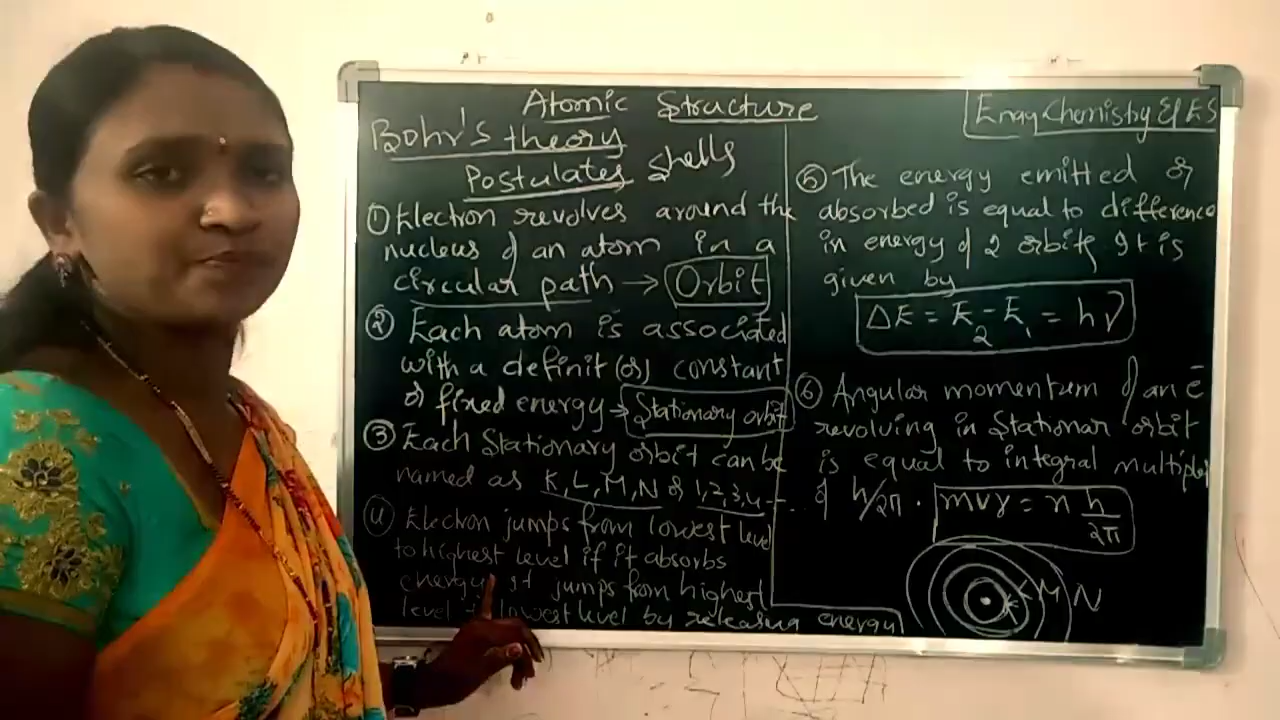 Atomic Structure
EnqyChemistry & ES
Bohr's theory
Postulates shells
① Electron revolves around the
nucleus of an atom in a
circular path → Orbit
② Each atom is associated
with a definit (or) constant
or fixed energy → Stationary orbit
③ Each Stationary orbit can be
named as K, L, M, N or 1, 2, 3, 4 ---
④ Electron jumps from lowest level
to highest level if it absorbs
energy It jumps from highest
level to lowest level by releasing energy
⑤ The energy emitted or
absorbed is equal to difference
in energy of 2 orbits It is
given by
ΔE = E₂ - E₁ = hν
⑥ Angular momentum of an e⁻
revolving in Stationar orbit
is equal to integral multiples
of h/2π . mvr = n h/2π
K L M N